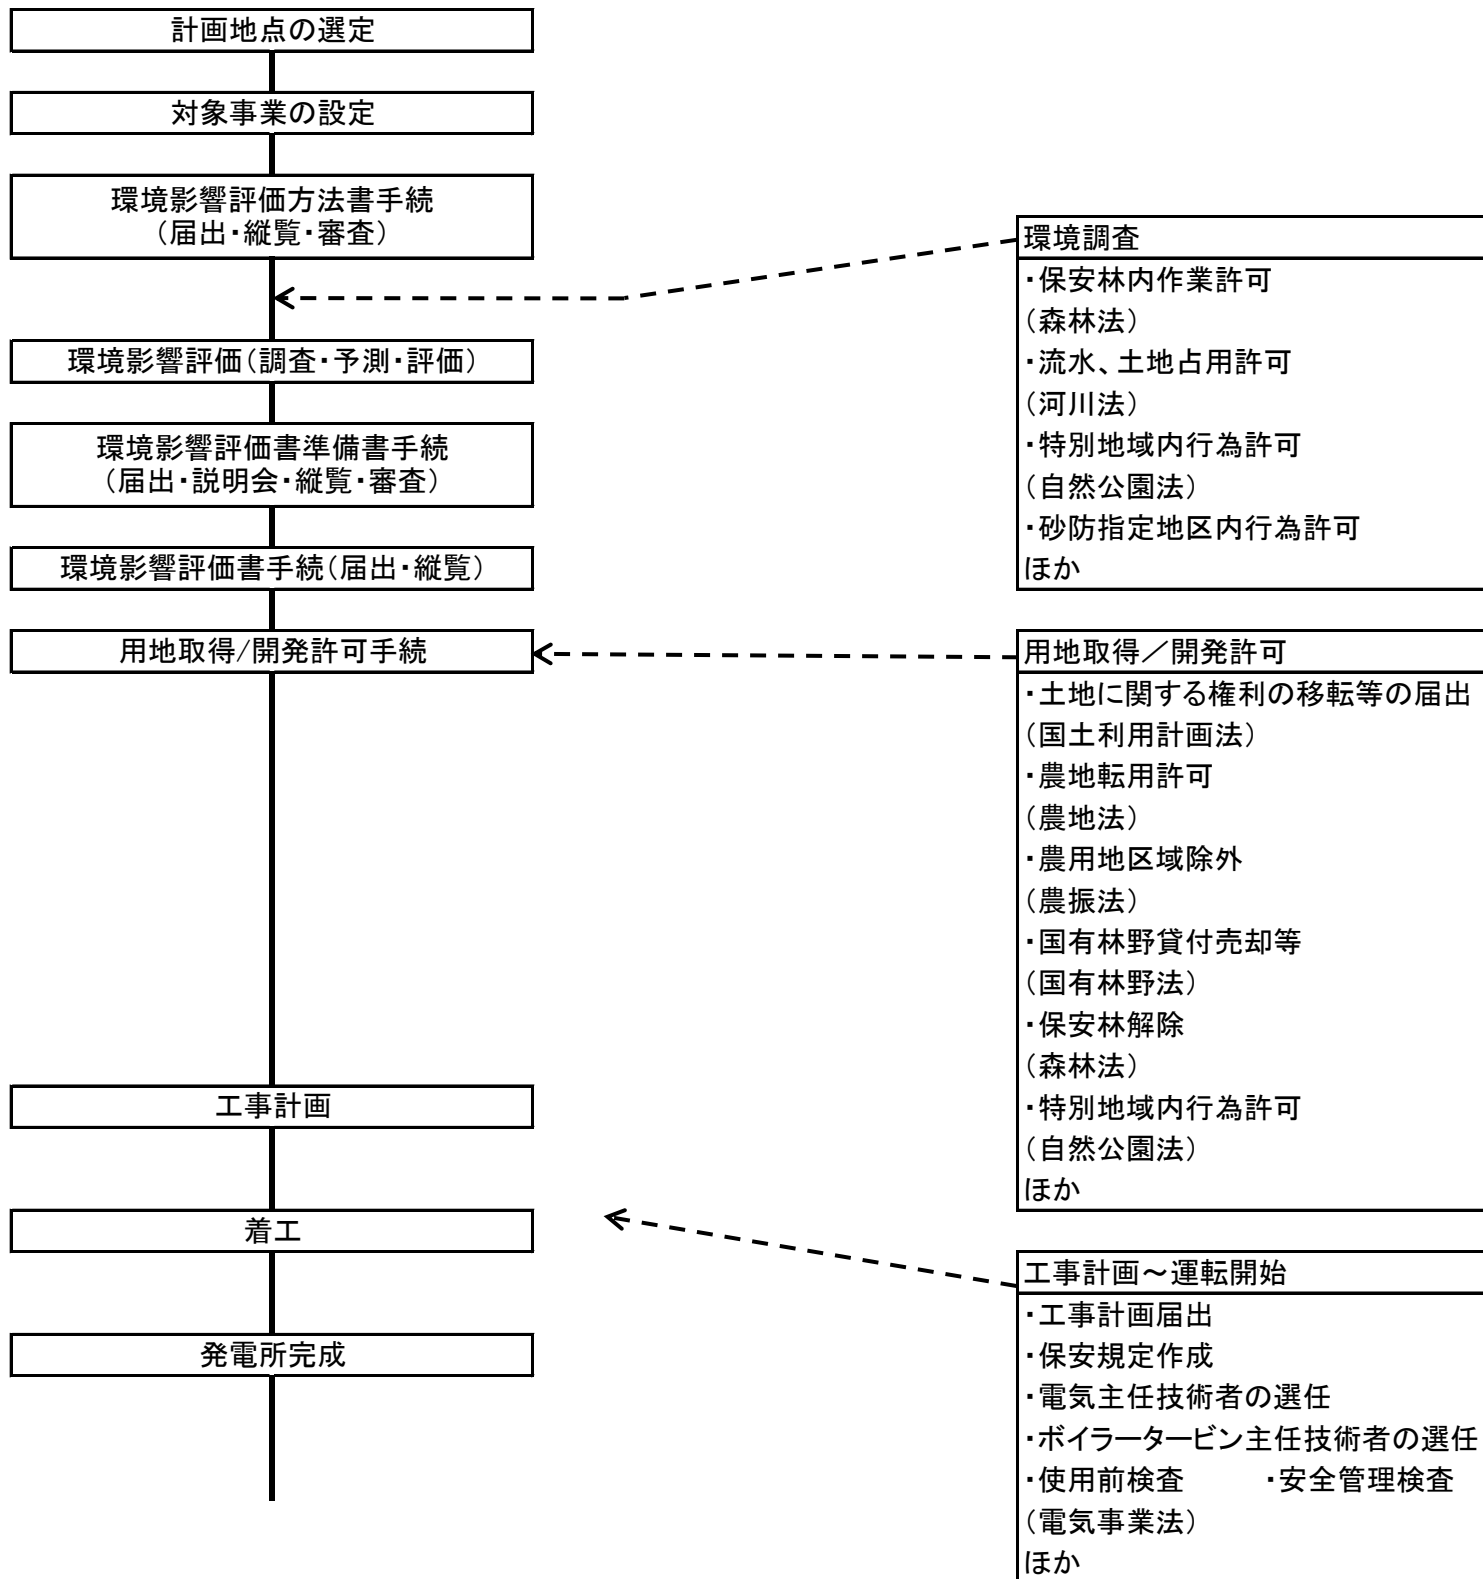 計画地点の選定
対象事業の設定
環境影響評価方法書手続
（届出・縦覧・審査）
環境影響評価（調査・予測・評価）
環境影響評価書準備書手続
（届出・説明会・縦覧・審査）
環境影響評価書手続（届出・縦覧）
用地取得/開発許可手続
工事計画
着工
発電所完成
環境調査
・保安林内作業許可
（森林法）
・流水、土地占用許可
（河川法）
・特別地域内行為許可
（自然公園法）
・砂防指定地区内行為許可
ほか
用地取得／開発許可
・土地に関する権利の移転等の届出
（国土利用計画法）
・農地転用許可
（農地法）
・農用地区域除外
（農振法）
・国有林野貸付売却等
（国有林野法）
・保安林解除
（森林法）
・特別地域内行為許可
（自然公園法）
ほか
工事計画～運転開始
・工事計画届出
・保安規定作成
・電気主任技術者の選任
・ボイラータービン主任技術者の選任
・使用前検査　　　・安全管理検査
（電気事業法）
ほか